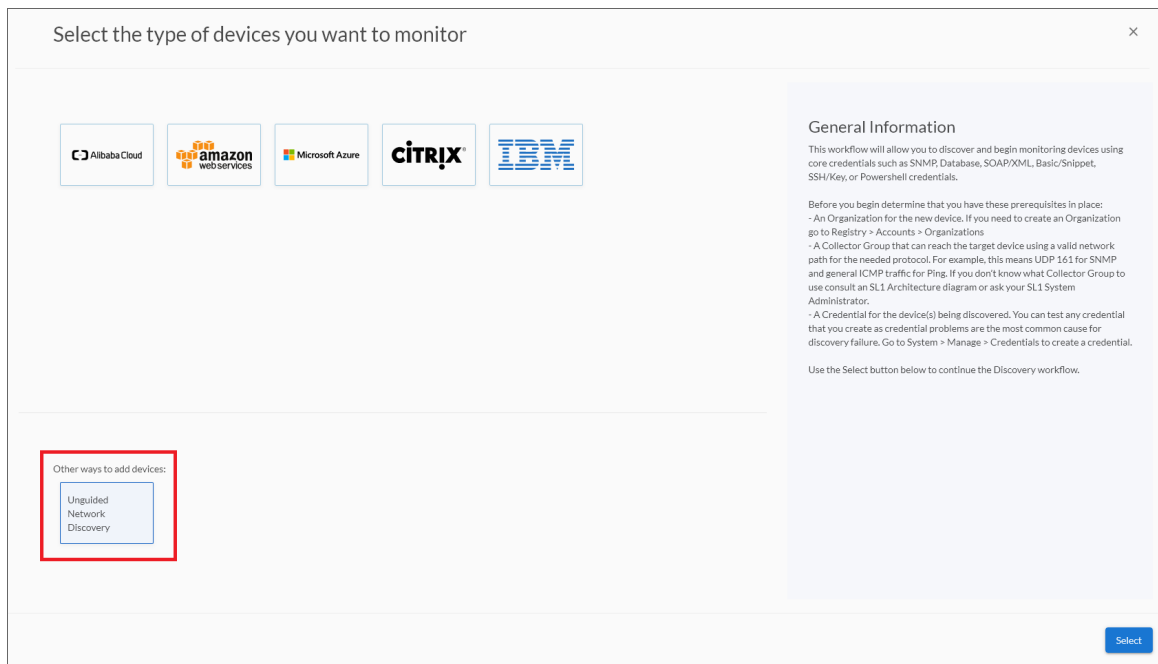 Select the type of devices you want to monitor
Alibaba Cloud
amazon
webservices
Microsoft Azure
CITRIX®
IBM
General Information
This workflow will allow you to discover and begin monitoring devices using
core credentials such as SNMP, Database, SOAP/XML, Basic/Snippet,
SSH/Key, or Powershell credentials.
Before you begin determine that you have these prerequisites in place:
- An Organization for the new device. If you need to create an Organization
go to Registry > Accounts > Organizations
- A Collector Group that can reach the target device using a valid network
path for the needed protocol. For example, this means UDP 161 for SNMP
and general ICMP traffic for Ping. If you don't know what Collector Group to
use consult an SL1 Architecture diagram or ask your SL1 System
Administrator.
- A Credential for the device(s) being discovered. You can test any credential
that you create as credential problems are the most common cause for
discovery failure. Go to System > Manage > Credentials to create a credential.
Use the Select button below to continue the Discovery workflow.
Other ways to add devices:
Unguided
Network
Discovery
Select